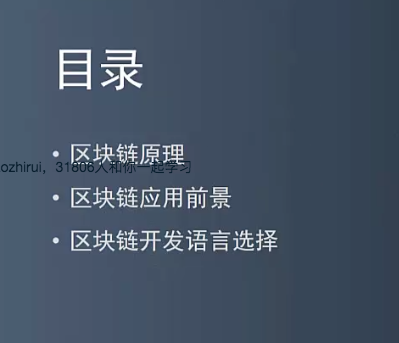 目录
• 区块链原理
ozhirui，31806人和你一起学习
• 区块链应用前景
• 区块链开发语言选择